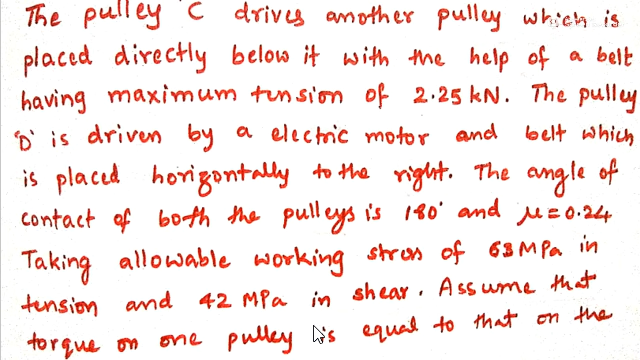 The pulley 'C' drives another pulley which is
placed directly below it with the help of a belt
having maximum tension of 2.25 kN. The pulley
'D' is driven by a electric motor and belt which
is placed horizontally to the right. The angle of
contact of both the pulleys is 180° and μ=0.24
Taking allowable working stress of 63 MPa in
tension and 42 MPa in shear. Assume that
torque on one pulley is equal to that on the